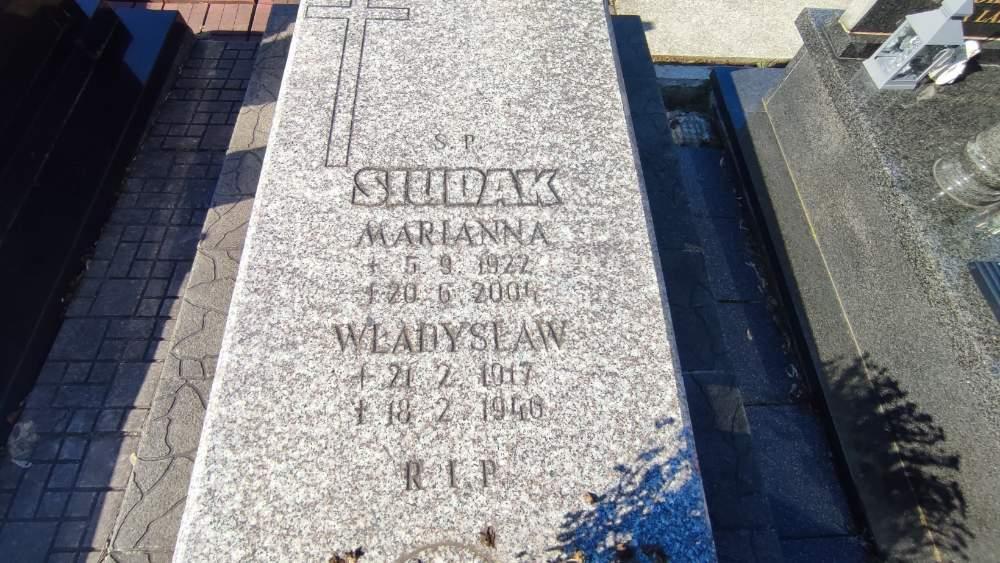 S.P.
SIUDAK
MARIANNA
5.9.1922
†20.6.2004
WŁADYSŁAW
21.2.1917
†18.2.1940
R.I.P.